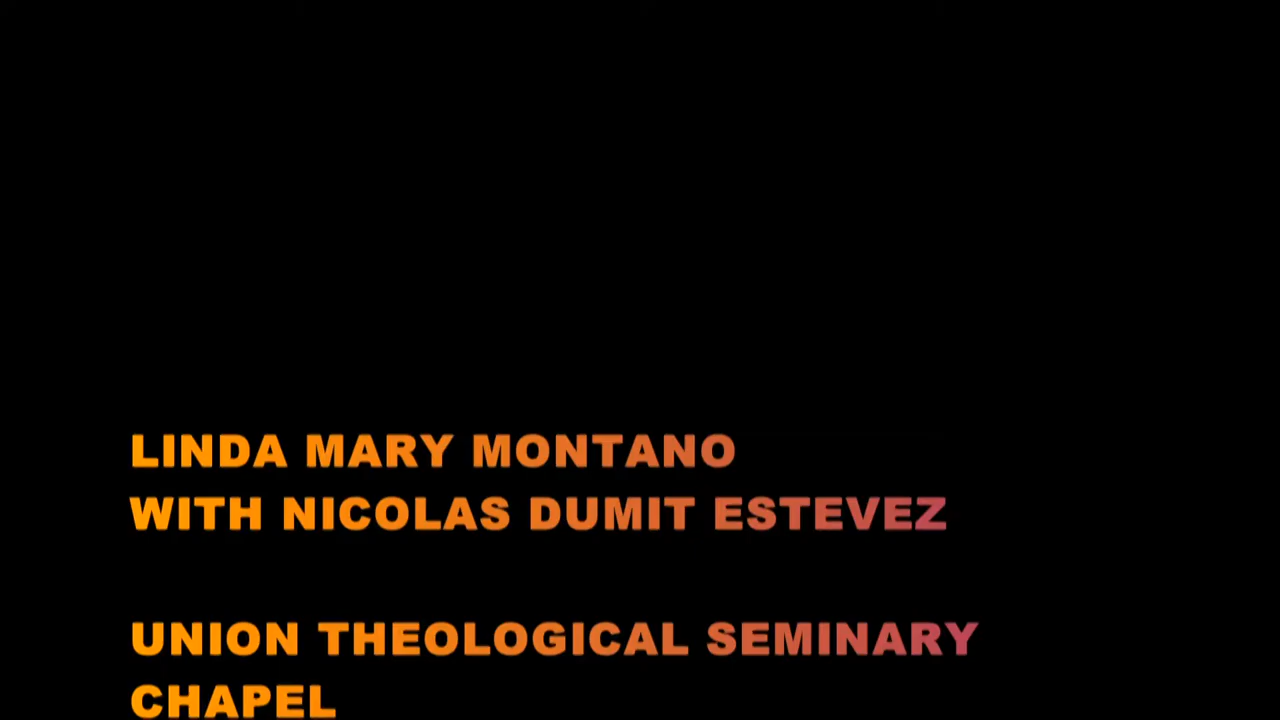 LINDA MARY MONTANO
WITH NICOLAS DUMIT ESTEVEZ
UNION THEOLOGICAL SEMINARY
CHAPEL